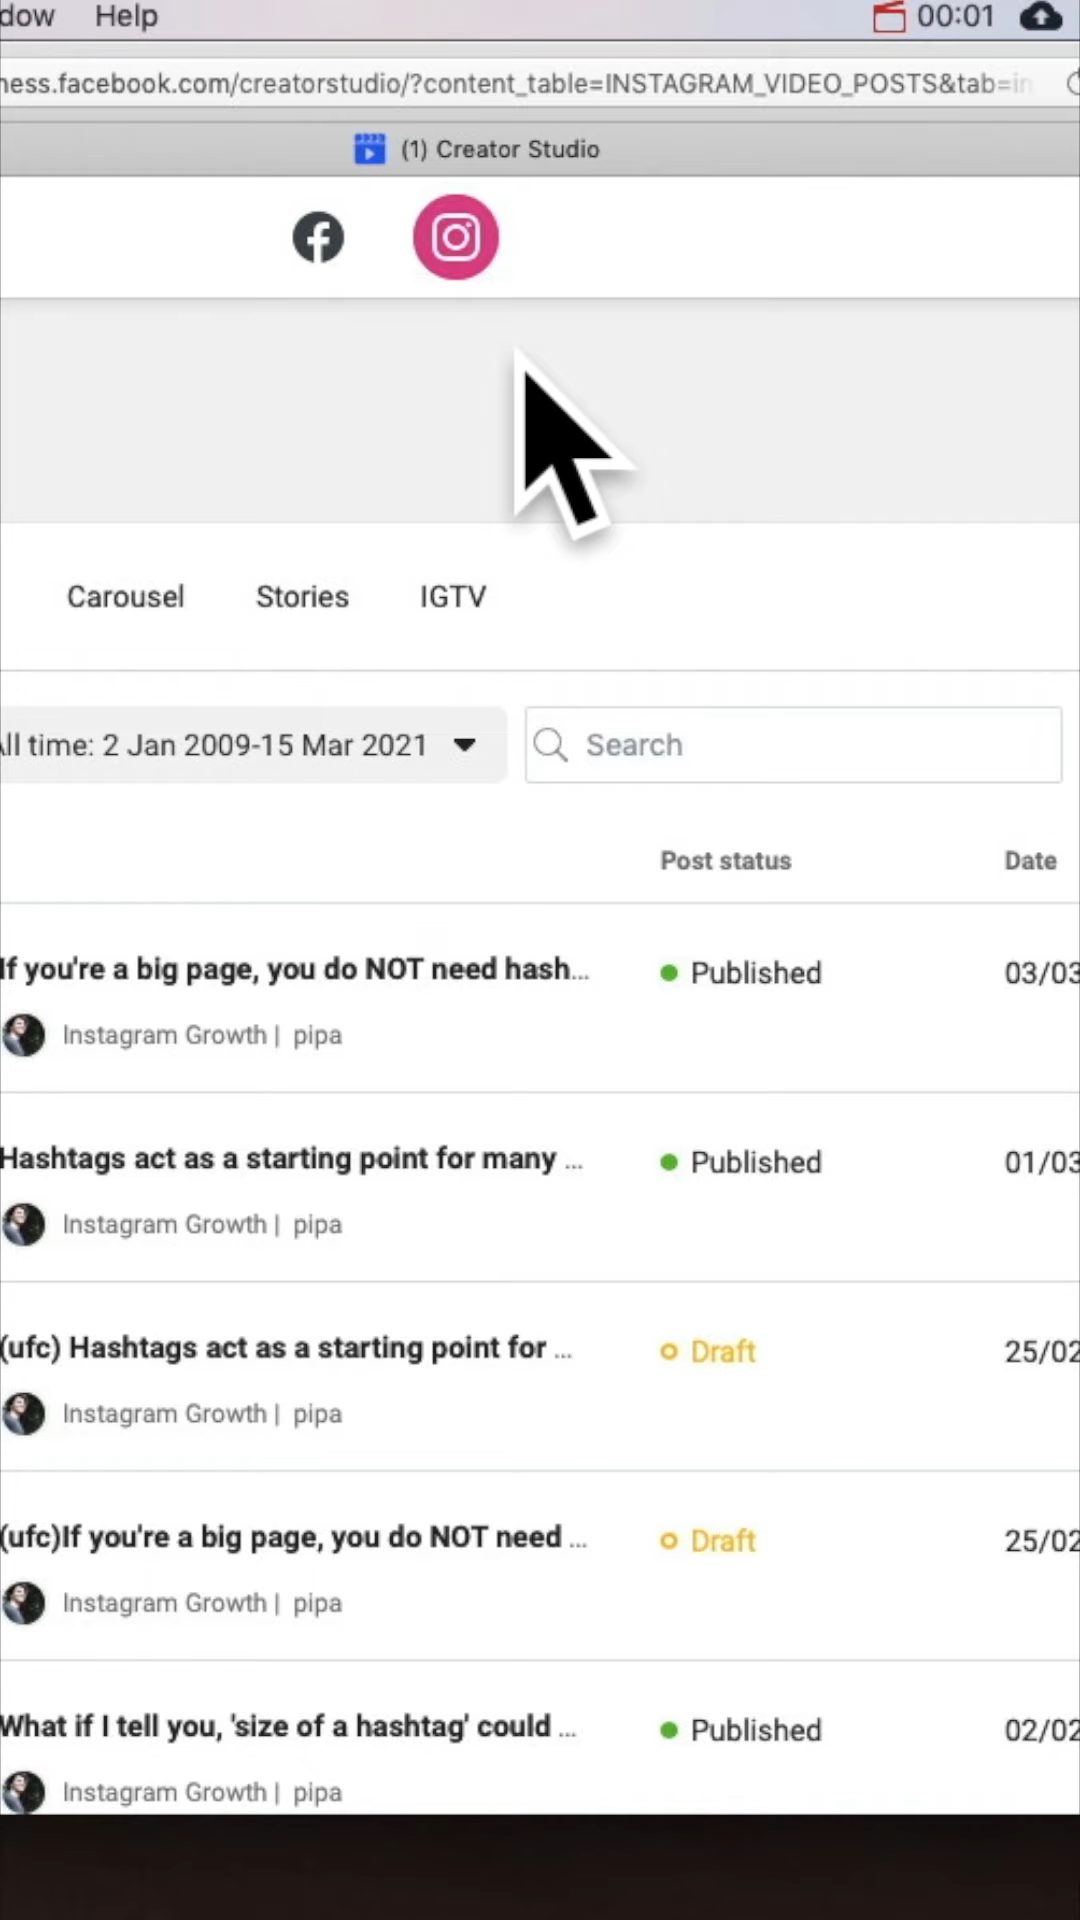 dow Help 00:01
ness.facebook.com/creatorstudio/?content_table=INSTAGRAM_VIDEO_POSTS&tab=in
(1) Creator Studio
Carousel Stories IGTV
All time: 2 Jan 2009-15 Mar 2021 Search
Post status Date
If you're a big page, you do NOT need hash... Published 03/03
Instagram Growth | pipa
Hashtags act as a starting point for many ... Published 01/03
Instagram Growth | pipa
(ufc) Hashtags act as a starting point for ... Draft 25/02
Instagram Growth | pipa
(ufc)If you're a big page, you do NOT need ... Draft 25/02
Instagram Growth | pipa
What if I tell you, 'size of a hashtag' could ... Published 02/02
Instagram Growth | pipa